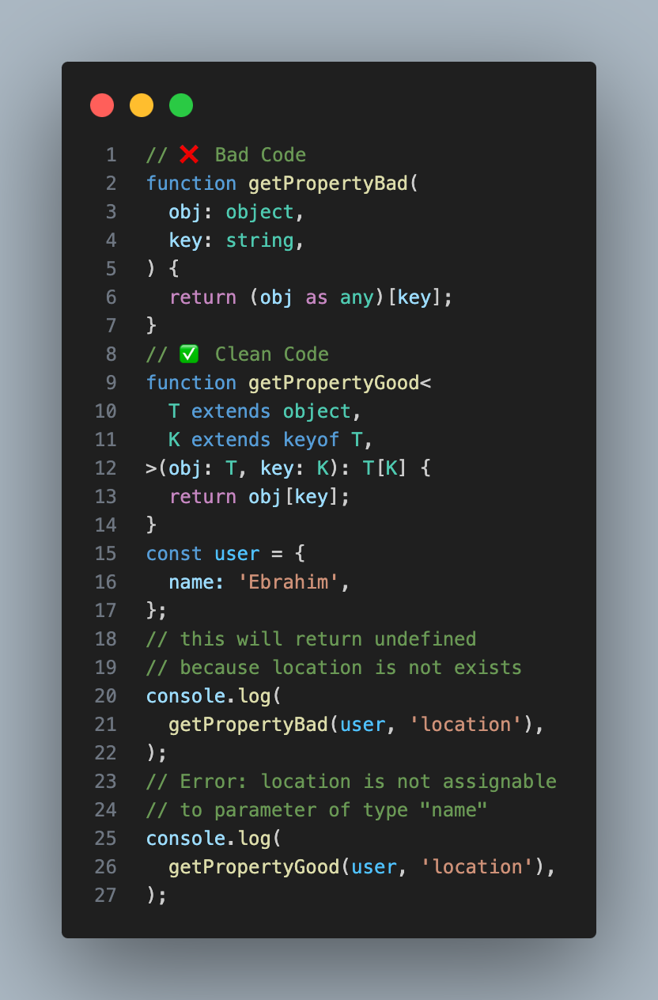 1 // ❌ Bad Code
2 function getPropertyBad(
3   obj: object,
4   key: string,
5 ) {
6   return (obj as any)[key];
7 }
8 // ✅ Clean Code
9 function getPropertyGood<
10   T extends object,
11   K extends keyof T,
12 >(obj: T, key: K): T[K] {
13   return obj[key];
14 }
15 const user = {
16   name: 'Ebrahim',
17 };
18 // this will return undefined
19 // because location is not exists
20 console.log(
21   getPropertyBad(user, 'location'),
22 );
23 // Error: location is not assignable
24 // to parameter of type "name"
25 console.log(
26   getPropertyGood(user, 'location'),
27 );